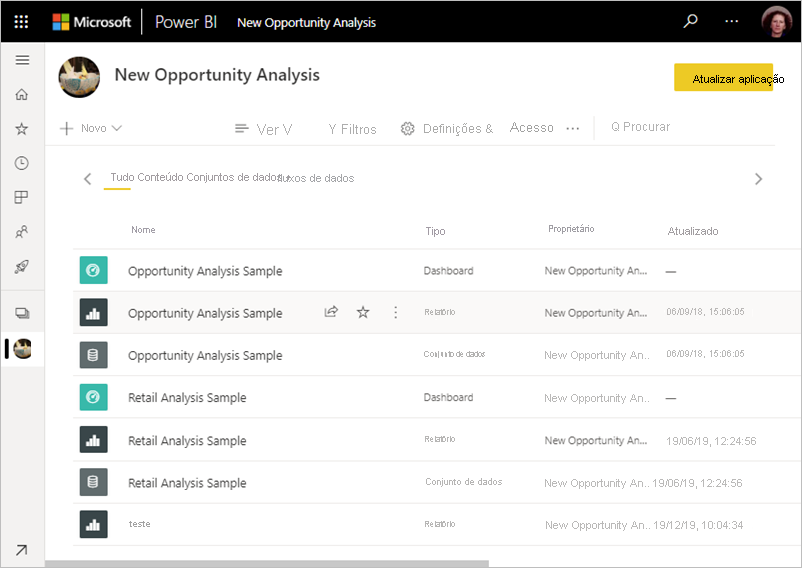 Microsoft Power BI New Opportunity Analysis
New Opportunity Analysis
Atualizar aplicação
Novo Ver V Y Filtros Definições & Acesso Q Procurar
Tudo Conteúdo Conjuntos de dados+ fluxos de dados
Nome Tipo Proprietário Atualizado
Opportunity Analysis Sample Dashboard New Opportunity An... —
Opportunity Analysis Sample Relatório New Opportunity An... 06/09/18, 15:06:05
Opportunity Analysis Sample Conjunto de dados New Opportunity An.. 06/09/18, 15:06:05
Retail Analysis Sample Dashboard New Opportunity An.. —
Retail Analysis Sample Relatório New Opportunity An... 19/06/19, 12:24:56
Retail Analysis Sample Conjunto de dados New Opportunity An.. 19/06/19, 12:24:56
teste Relatório New Opportunity An.. 19/12/19, 10:04:34